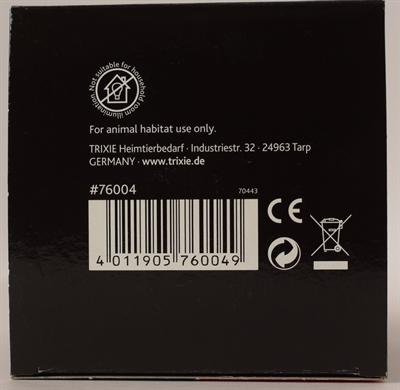 Not suitable for household room illumination
For animal habitat use only.
TRIXIE Heimtierbedarf · Industriestr. 32 · 24963 Tarp
GERMANY · www.trixie.de
#76004
70443
CE
4 011905 760049